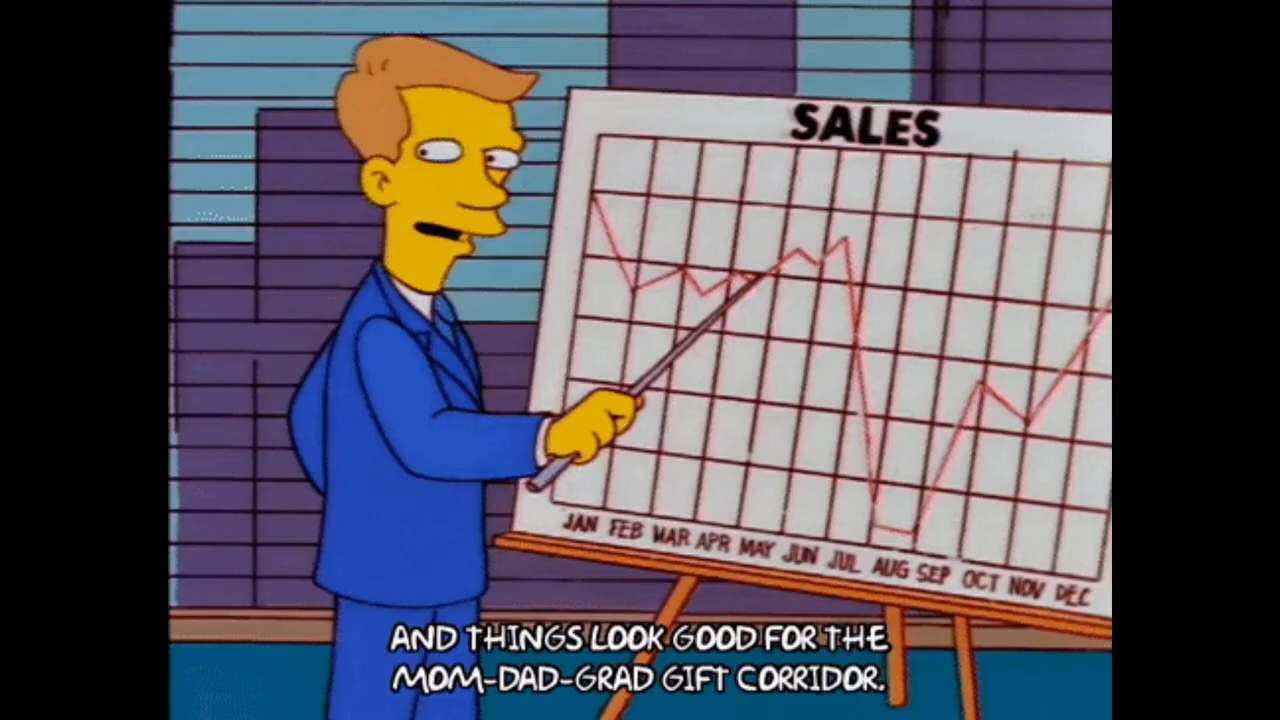 SALES
JAN FEB MAR APR MAY JUN JUL AUG SEP OCT NOV DEC
AND THINGS LOOK GOOD FOR THE
MOM-DAD-GRAD GIFT CORRIDOR.